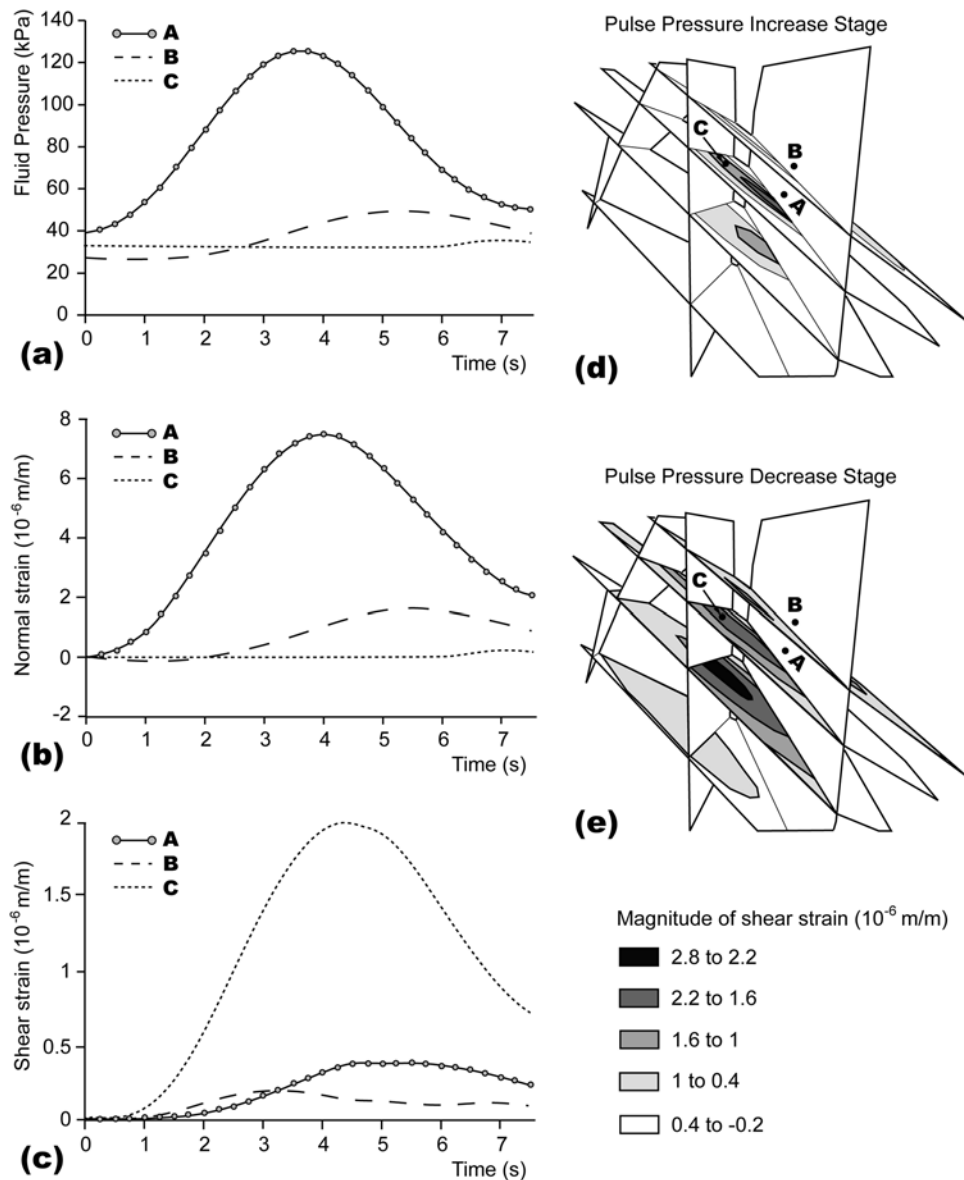 Fluid Pressure (kPa)
140
120
100
80
60
40
20
0
A
B
C
0 1 2 3 4 5 6 7
Time (s)
(a)
Normal strain (10-6 m/m)
8
6
4
2
0
-2
A
B
C
0 1 2 3 4 5 6 7
Time (s)
(b)
Shear strain (10-6 m/m)
2
1.5
1
0.5
0
A
B
C
0 1 2 3 4 5 6 7
Time (s)
(c)
Pulse Pressure Increase Stage
C
B
A
(d)
Pulse Pressure Decrease Stage
C
B
A
(e)
Magnitude of shear strain (10-6 m/m)
2.8 to 2.2
2.2 to 1.6
1.6 to 1
1 to 0.4
0.4 to -0.2